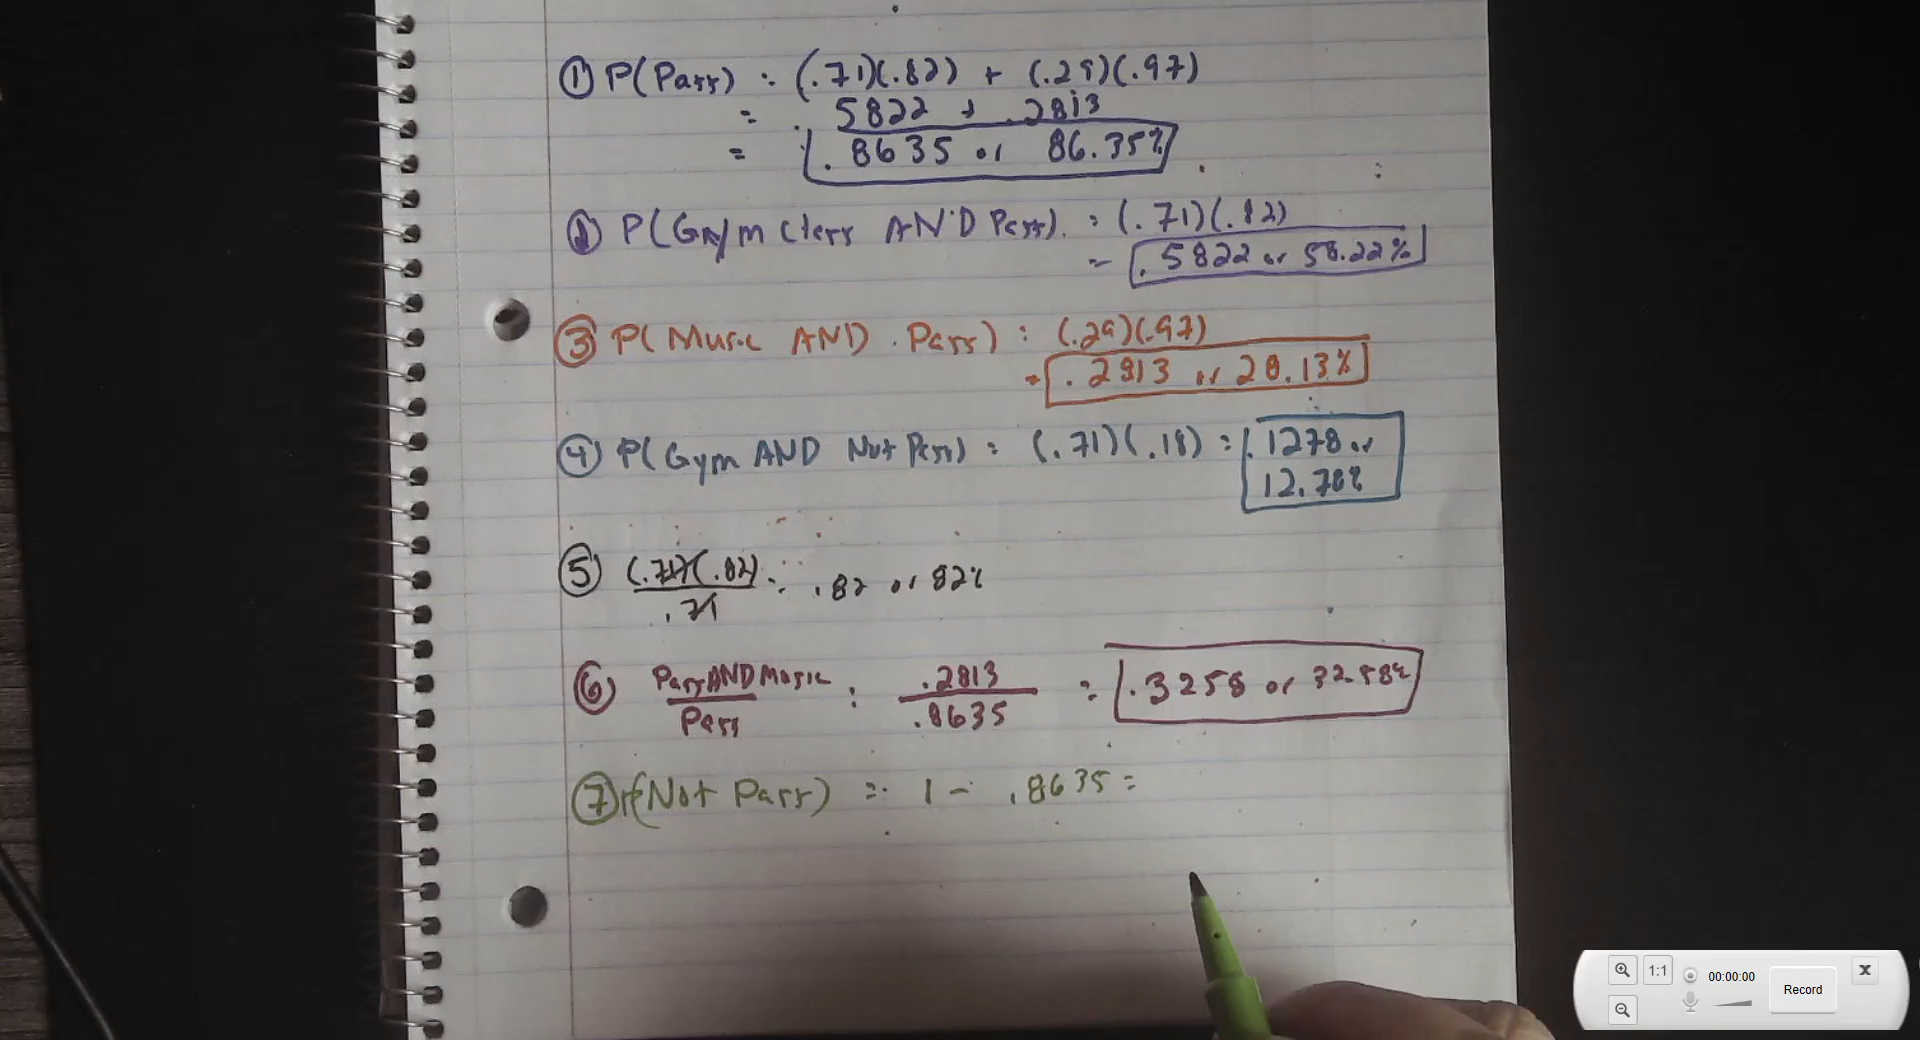 ① P(Pass) = (.71)(.82) + (.29)(.97)
= .5822 + .2813
= .8635 or 86.35%
② P(Gym Class AND Pass) = (.71)(.82)
= .5822 or 58.22%
③ P(Music AND Pass) = (.29)(.97)
= .2813 or 28.13%
④ P(Gym AND Not Pass) = (.71)(.18) = .1278 or
12.78%
⑤ (.71)(.82) = .82 or 82%
.71
⑥ Pass AND Music = .2813 = .3258 or 32.58%
Pass .8635
⑦ P(Not Pass) = 1 - .8635 =
1:1
00:00:00
Record
X